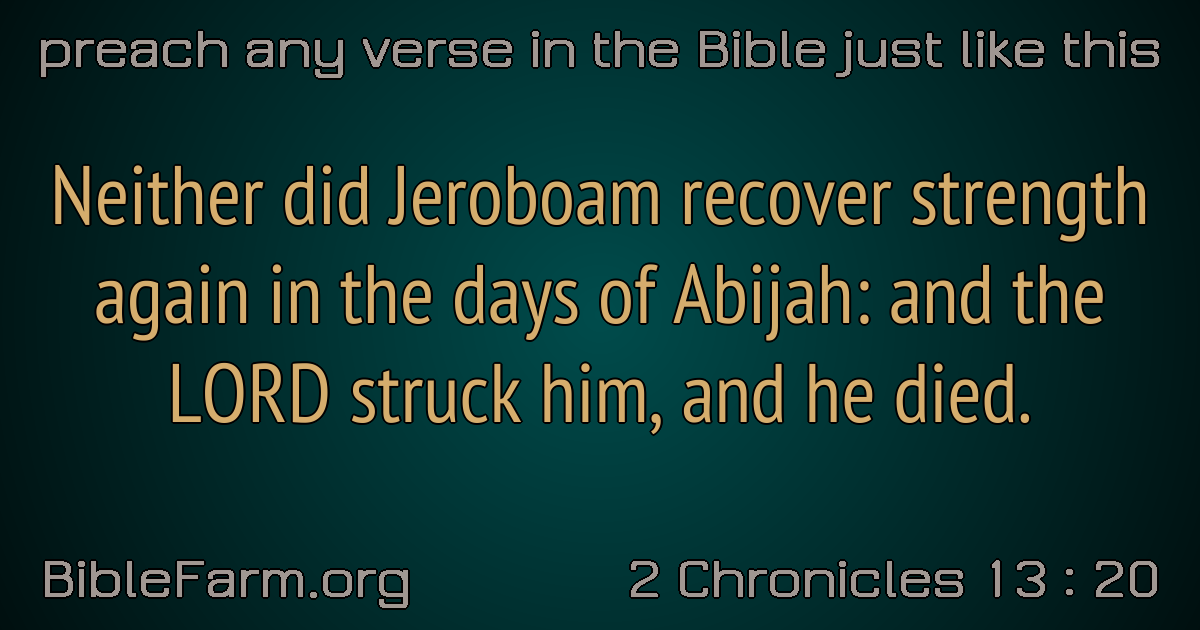 preach any verse in the Bible just like this
Neither did Jeroboam recover strength
again in the days of Abijah: and the
LORD struck him, and he died.
BibleFarm.org
2 Chronicles 13 : 20